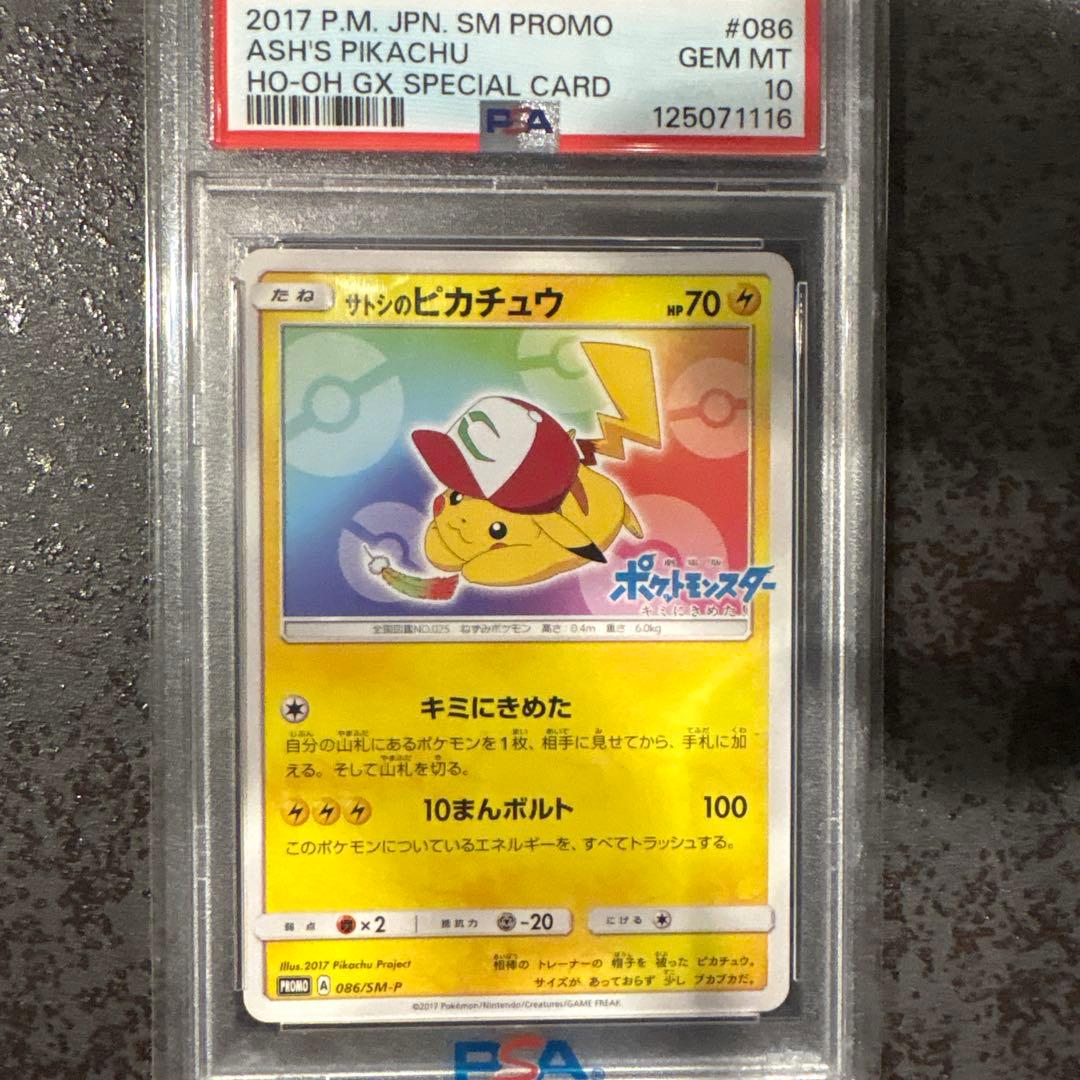 2017 P.M. JPN. SM PROMO #086
ASH'S PIKACHU GEM MT
HO-OH GX SPECIAL CARD 10
PSA 125071116
たね サトシのピカチュウ HP70
劇場版
ポケットモンスター
キミにきめた!
全国図鑑NO.025 ねずみポケモン 高さ:0.4m 重さ:6.0kg
キミにきめた
自分の山札にあるポケモンを1枚、相手に見せてから、手札に加
える。そして山札を切る。
10まんボルト 100
このポケモンについているエネルギーを、すべてトラッシュする。
弱点 ×2 抵抗力 -20 にげる
Illus.2017 Pikachu Project
相棒の トレーナーの 帽子を 被った ピカチュウ。
サイズが あっておらず 少し ブカブカだ。
PROMO A 086/SM-P
©2017 Pokémon/Nintendo/Creatures/GAME FREAK
PSA